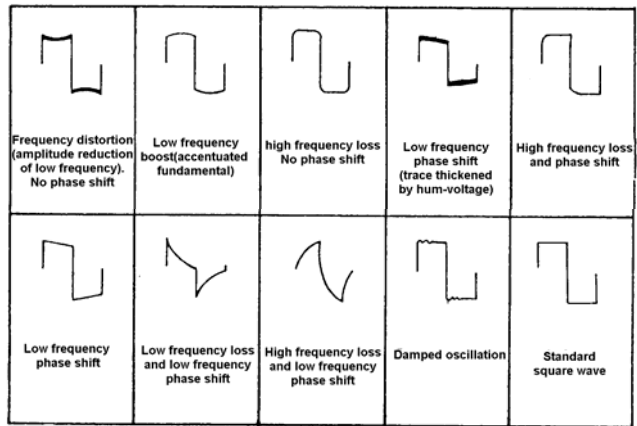 Frequency distortion
(amplitude reduction
of low frequency).
No phase shift
Low frequency
boost(accentuated
fundamental)
high frequency loss
No phase shift
Low frequency
phase shift
(trace thickened
by hum-voltage)
High frequency loss
and phase shift
Low frequency
phase shift
Low frequency loss
and low frequency
phase shift
High frequency loss
and low frequency
phase shift
Damped oscillation
Standard
square wave